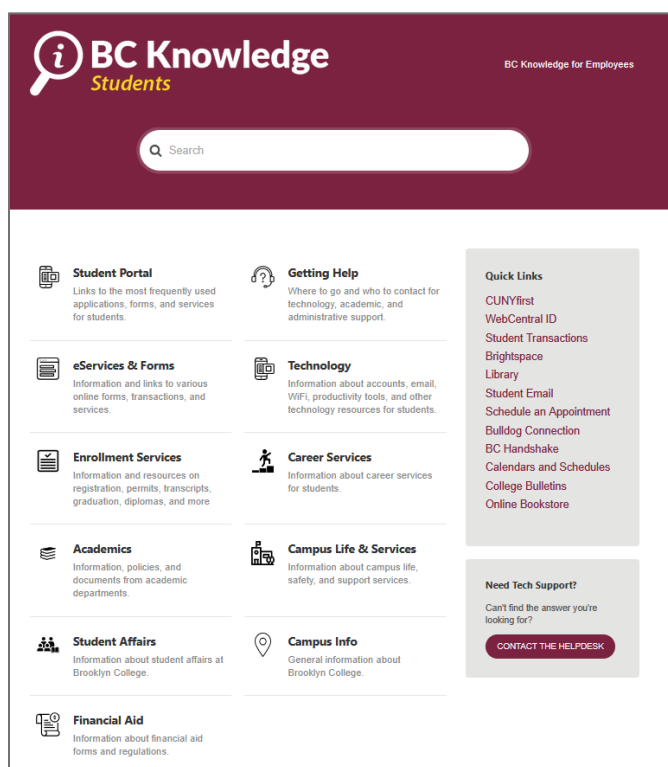 BC Knowledge
Students
BC Knowledge for Employees
Search
Student Portal
Links to the most frequently used
applications, forms, and services
for students.
Getting Help
Where to go and who to contact for
technology, academic, and
administrative support.
eServices & Forms
Information and links to various
online forms, transactions, and
services.
Technology
Information about accounts, email,
WiFi, productivity tools, and other
technology resources for students.
Enrollment Services
Information and resources on
registration, permits, transcripts,
graduation, diplomas, and more
Career Services
Information about career services
for students.
Academics
Information, policies, and
documents from academic
departments.
Campus Life & Services
Information about campus life,
safety, and support services.
Student Affairs
Information about student affairs at
Brooklyn College.
Campus Info
General information about
Brooklyn College.
Financial Aid
Information about financial aid
forms and regulations.
Quick Links
CUNYfirst
WebCentral ID
Student Transactions
Brightspace
Library
Student Email
Schedule an Appointment
Bulldog Connection
BC Handshake
Calendars and Schedules
College Bulletins
Online Bookstore
Need Tech Support?
Can't find the answer you're
looking for?
CONTACT THE HELPDESK